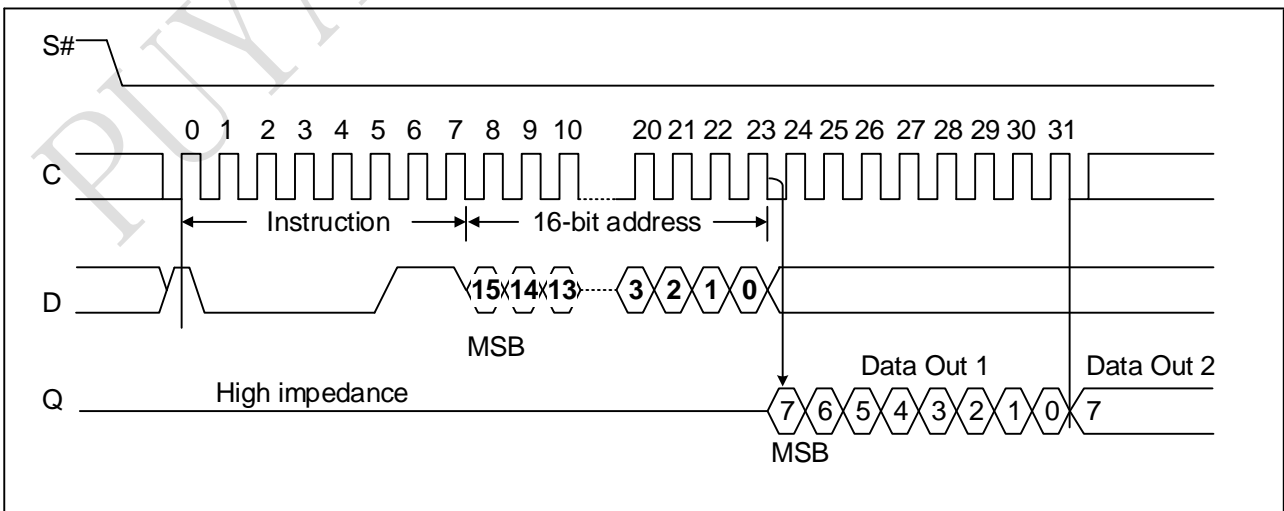 PUYA
S#
0 1 2 3 4 5 6 7 8 9 10 20 21 22 23 24 25 26 27 28 29 30 31
C
Instruction 16-bit address
D 15 14 13 3 2 1 0
MSB
Data Out 1 Data Out 2
High impedance
Q 7 6 5 4 3 2 1 0 7
MSB